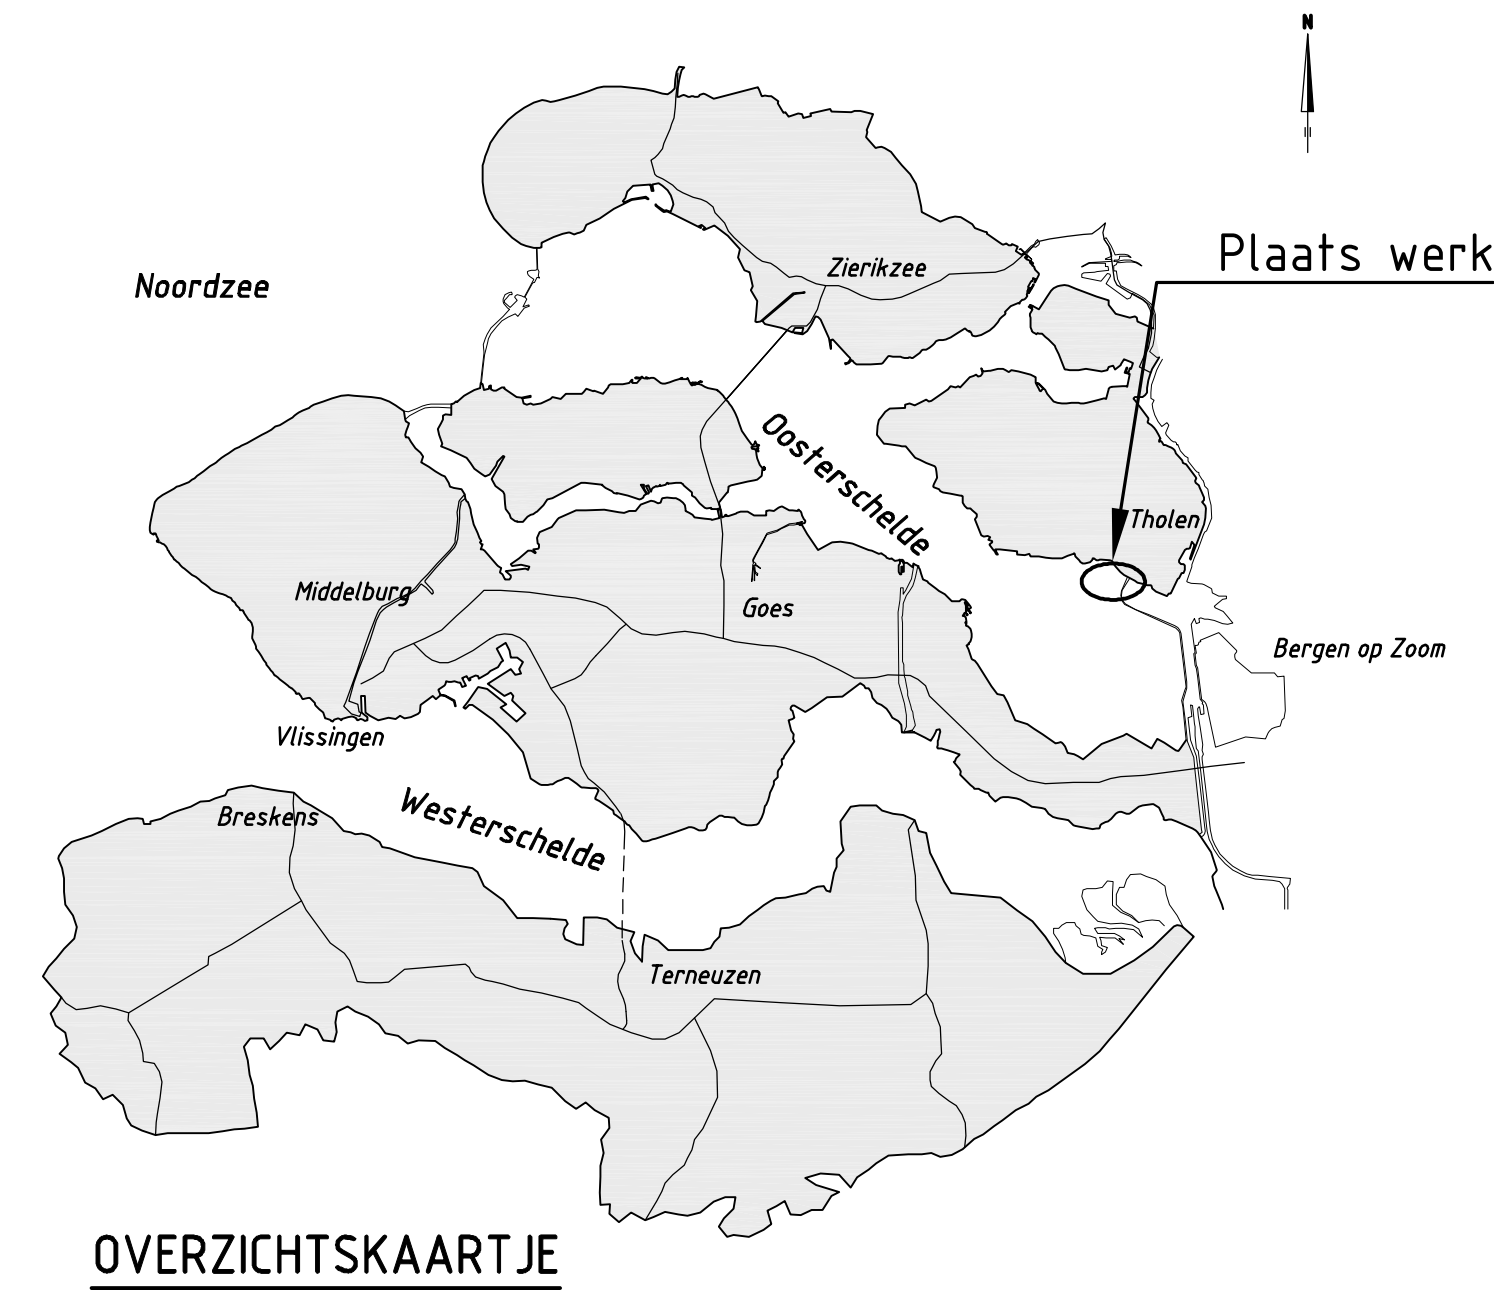 N
Plaats werk
Zierikzee
Noordzee
Oosterschelde
Tholen
Middelburg
Goes
Bergen op Zoom
Vlissingen
Westerschelde
Breskens
Terneuzen
OVERZICHTSKAARTJE